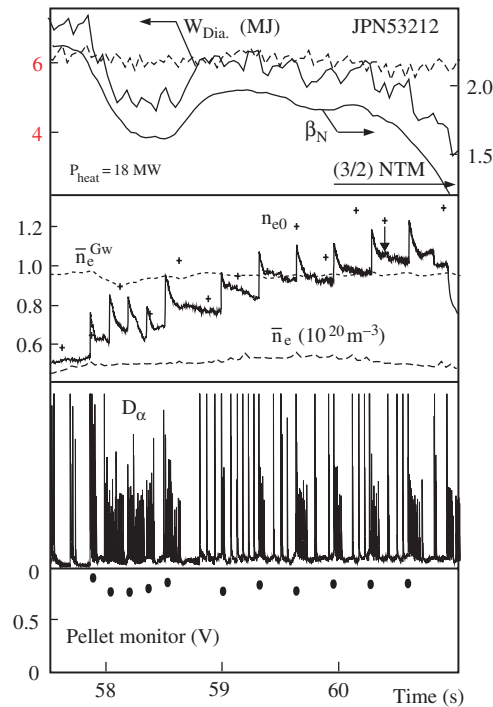 W_Dia. (MJ) JPN53212
6
4
2.0
1.5
β_N
P_heat = 18 MW
(3/2) NTM
1.2
1.0
0.8
0.6
n̅_e^Gw
n_e0
n̅_e (10^20 m^−3)
D_α
0
0.5
0
Pellet monitor (V)
58 59 60
Time (s)